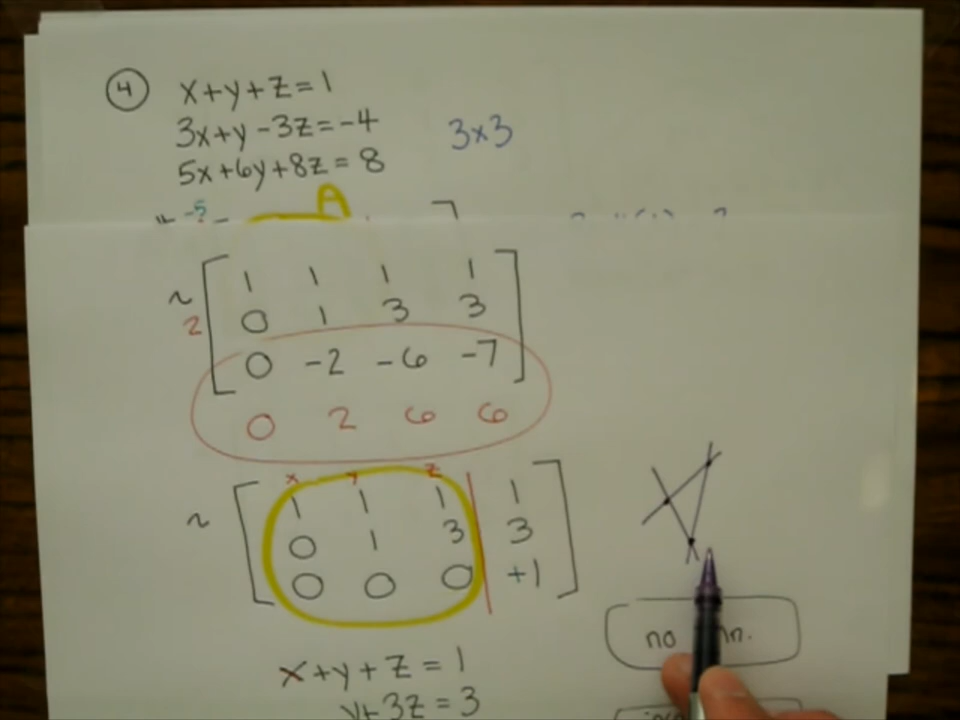 4 x+y+z=1
3x+y-3z=-4 3x3
5x+6y+8z=8
-5 A
~ 1 1 1 1
2 0 1 3 3
0 -2 -6 -7
0 2 6 6
x y z
~ 1 1 1 1
0 1 3 3
0 0 0 +1
no
x+y+z=1
y+3z=3